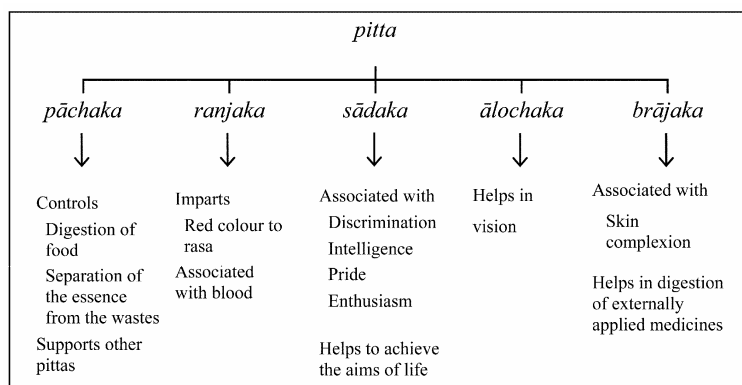 pitta
pāchaka
ranjaka
sādaka
ālochaka
brājaka
Controls
Digestion of
food
Separation of
the essence
from the wastes
Supports other
pittas
Imparts
Red colour to
rasa
Associated
with blood
Associated with
Discrimination
Intelligence
Pride
Enthusiasm
Helps to achieve
the aims of life
Helps in
vision
Associated with
Skin
complexion
Helps in digestion
of externally
applied medicines